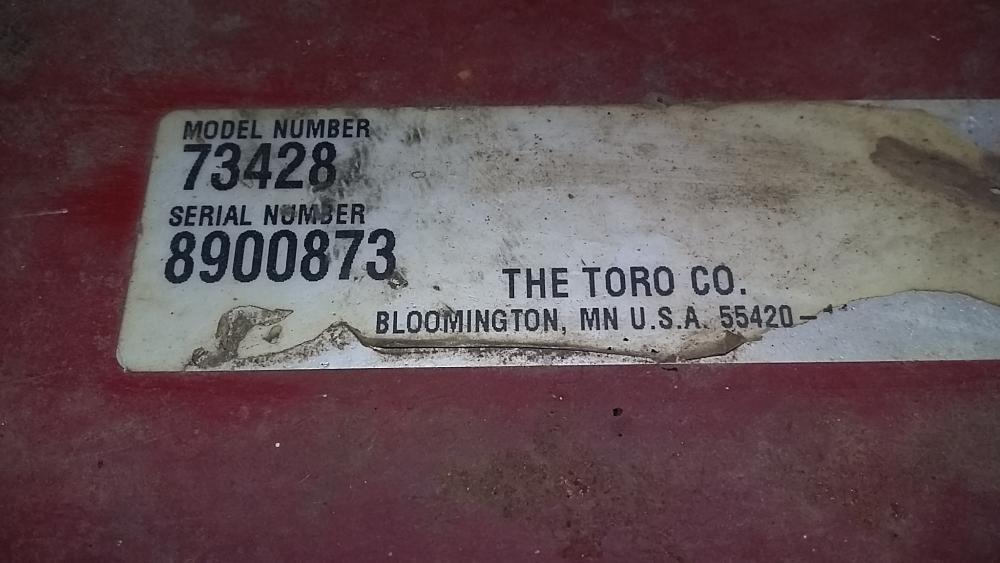 MODEL NUMBER
73428
SERIAL NUMBER
8900873
THE TORO CO.
BLOOMINGTON, MN U.S.A. 55420–